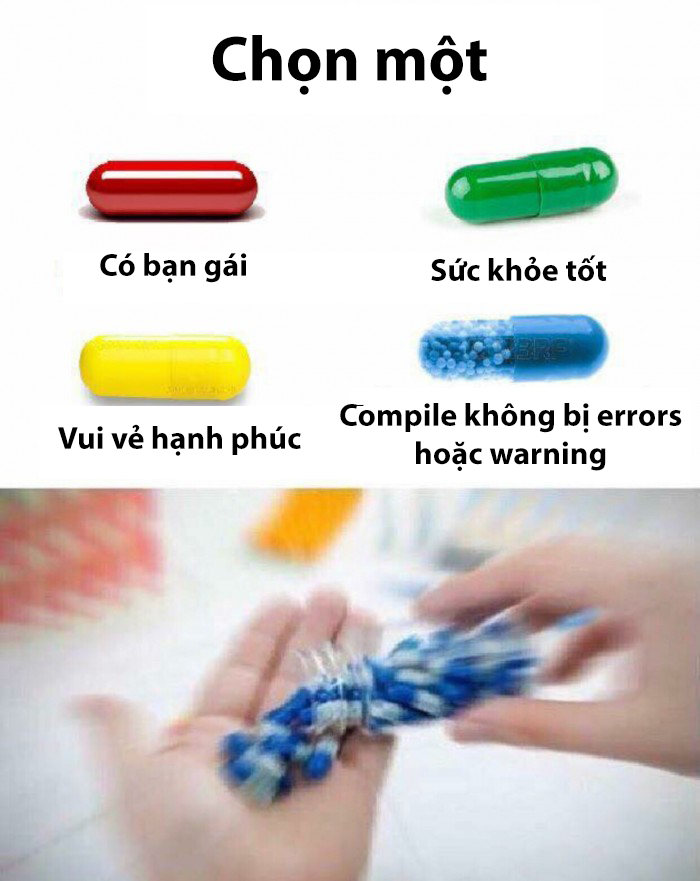 Chọn một
Có bạn gái
Sức khỏe tốt
Vui vẻ hạnh phúc
Compile không bị errors
hoặc warning